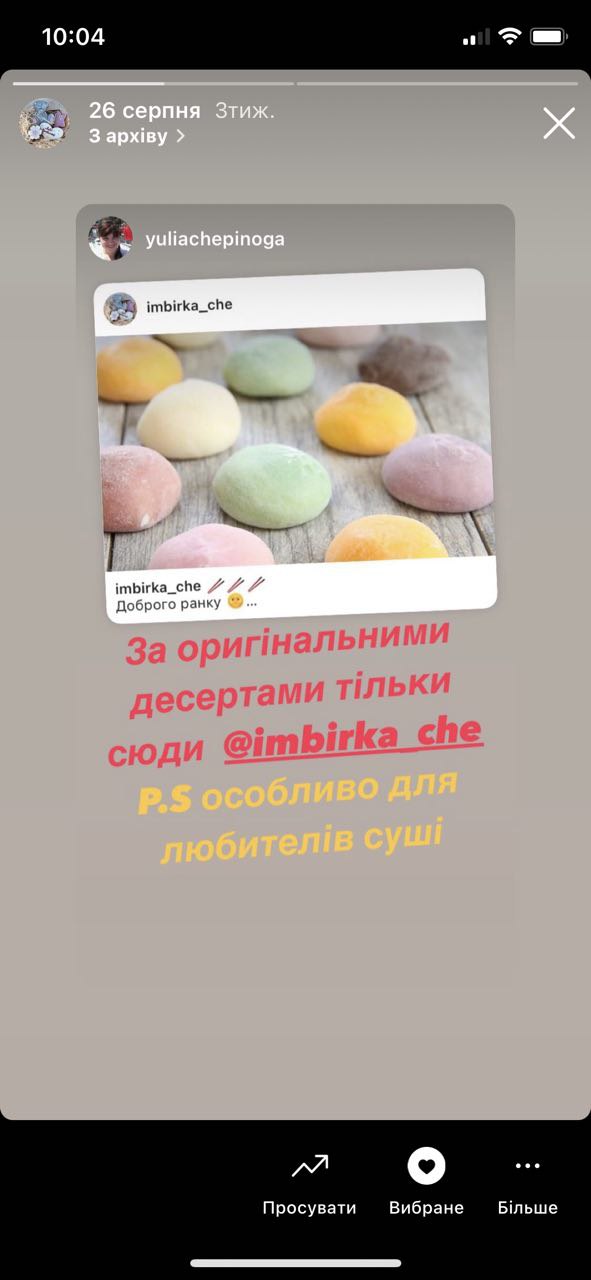 10:04
26 серпня 3тиж.
З архіву
yuliachepinoga
imbirka_che
imbirka_che
Доброго ранку ...
За оригінальними
десертами тільки
сюди @imbirka_che
P.S особливо для
любителів суші
Просувати Вибране Більше